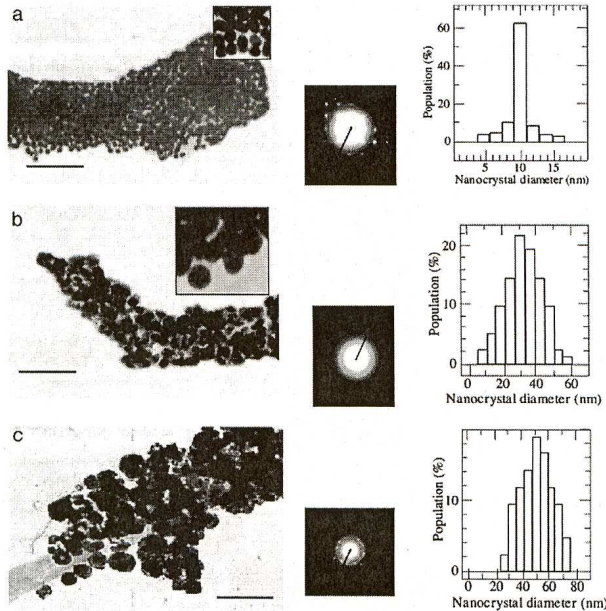 a
60
40
20
0
Population (%)
5 10 15
Nanocrystal diameter (nm)
b
20
10
0
Population (%)
0 20 40 60
Nanocrystal diameter (nm)
c
10
0
Population (%)
0 20 40 60 80
Nanocrystal diameter (nm)